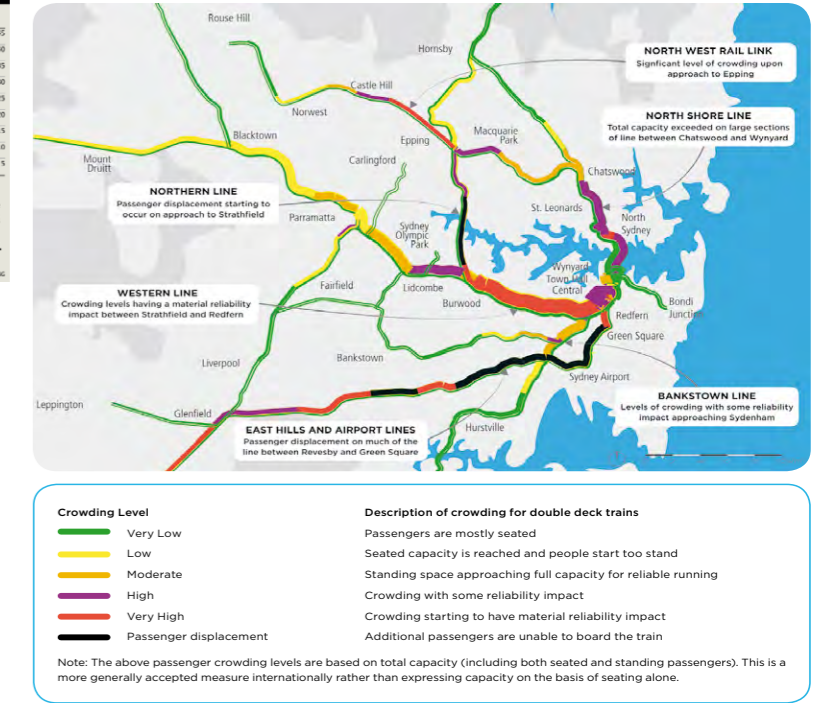 Rouse Hill
Hornsby
NORTH WEST RAIL LINK
Signficant level of crowding upon
approach to Epping
Castle Hill
Norwest
NORTH SHORE LINE
Total capacity exceeded on large sections
of line between Chatswood and Wynyard
Macquarie
Park
Epping
Blacktown
Carlingford
Mount
Druitt
Chatswood
NORTHERN LINE
Passenger displacement starting to
occur on approach to Strathfield
St. Leonards
Parramatta
North
Sydney
Sydney
Olympic
Park
Wynyard
Town Hall
Central
WESTERN LINE
Crowding levels having a material reliability
impact between Strathfield and Redfern
Fairfield
Lidcombe
Burwood
Bondi
Junction
Redfern
Green Square
Bankstown
Liverpool
Sydney Airport
BANKSTOWN LINE
Levels of crowding with some reliability
impact approaching Sydenham
Leppington
Glenfield
EAST HILLS AND AIRPORT LINES
Passenger displacement on much of the
line between Revesby and Green Square
Hurstville
Crowding Level Description of crowding for double deck trains
Very Low Passengers are mostly seated
Low Seated capacity is reached and people start too stand
Moderate Standing space approaching full capacity for reliable running
High Crowding with some reliability impact
Very High Crowding starting to have material reliability impact
Passenger displacement Additional passengers are unable to board the train
Note: The above passenger crowding levels are based on total capacity (including both seated and standing passengers). This is a
more generally accepted measure internationally rather than expressing capacity on the basis of seating alone.